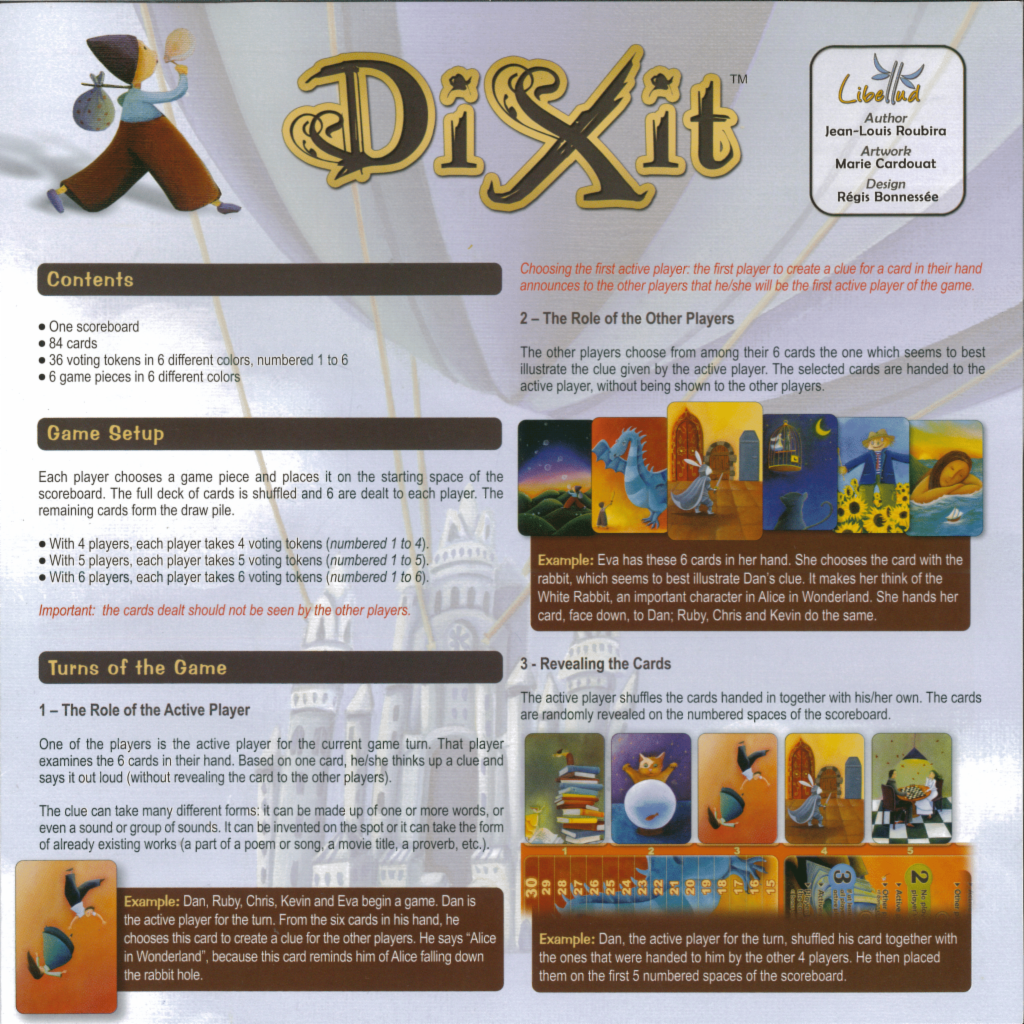 DiXit™
Libellud
Author
Jean-Louis Roubira
Artwork
Marie Cardouat
Design
Régis Bonnessée
Contents
• One scoreboard
• 84 cards
• 36 voting tokens in 6 different colors, numbered 1 to 6
• 6 game pieces in 6 different colors
Game Setup
Each player chooses a game piece and places it on the starting space of the
scoreboard. The full deck of cards is shuffled and 6 are dealt to each player. The
remaining cards form the draw pile.
• With 4 players, each player takes 4 voting tokens (numbered 1 to 4).
• With 5 players, each player takes 5 voting tokens (numbered 1 to 5).
• With 6 players, each player takes 6 voting tokens (numbered 1 to 6).
Important: the cards dealt should not be seen by the other players.
Turns of the Game
1 – The Role of the Active Player
One of the players is the active player for the current game turn. That player
examines the 6 cards in their hand. Based on one card, he/she thinks up a clue and
says it out loud (without revealing the card to the other players).
The clue can take many different forms: it can be made up of one or more words, or
even a sound or group of sounds. It can be invented on the spot or it can take the form
of already existing works (a part of a poem or song, a movie title, a proverb, etc.).
Example: Dan, Ruby, Chris, Kevin and Eva begin a game. Dan is
the active player for the turn. From the six cards in his hand, he
chooses this card to create a clue for the other players. He says “Alice
in Wonderland”, because this card reminds him of Alice falling down
the rabbit hole.
Choosing the first active player: the first player to create a clue for a card in their hand
announces to the other players that he/she will be the first active player of the game.
2 – The Role of the Other Players
The other players choose from among their 6 cards the one which seems to best
illustrate the clue given by the active player. The selected cards are handed to the
active player, without being shown to the other players.
Example: Eva has these 6 cards in her hand. She chooses the card with the
rabbit, which seems to best illustrate Dan’s clue. It makes her think of the
White Rabbit, an important character in Alice in Wonderland. She hands her
card, face down, to Dan; Ruby, Chris and Kevin do the same.
3 - Revealing the Cards
The active player shuffles the cards handed in together with his/her own. The cards
are randomly revealed on the numbered spaces of the scoreboard.
1 2 3 4 5
30 29 28 27 26 25 24 23 22 21 20 19 18 17 16 15
3 2
Example: Dan, the active player for the turn, shuffled his card together with
the ones that were handed to him by the other 4 players. He then placed
them on the first 5 numbered spaces of the scoreboard.